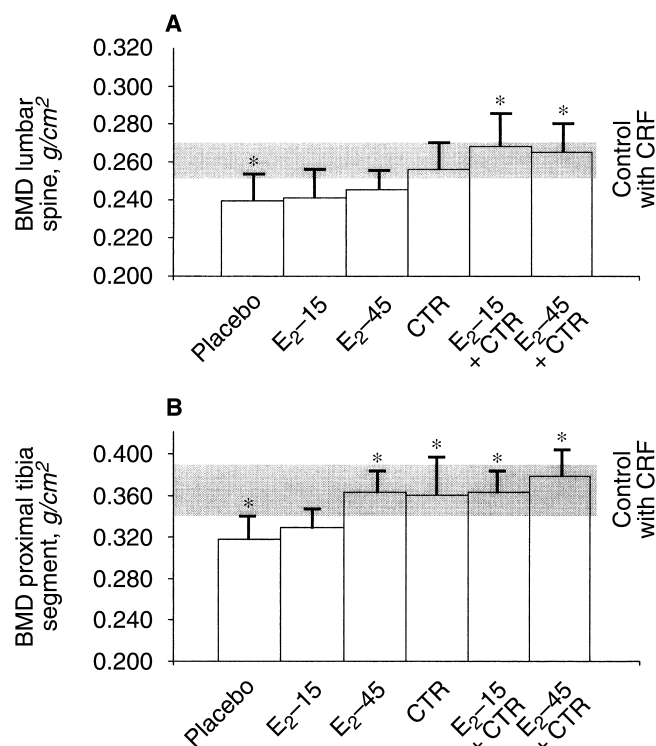 A
0.320
0.300
0.280
0.260
0.240
0.220
0.200
BMD lumbar
spine, g/cm²
* * *
Control
with CRF
Placebo
E₂–15
E₂–45
CTR
E₂–15
+ CTR
E₂–45
+ CTR
B
0.400
0.360
0.320
0.280
0.240
0.200
BMD proximal tibia
segment, g/cm²
* * * * *
Control
with CRF
Placebo
E₂–15
E₂–45
CTR
E₂–15
+CTR
E₂–45
+CTR